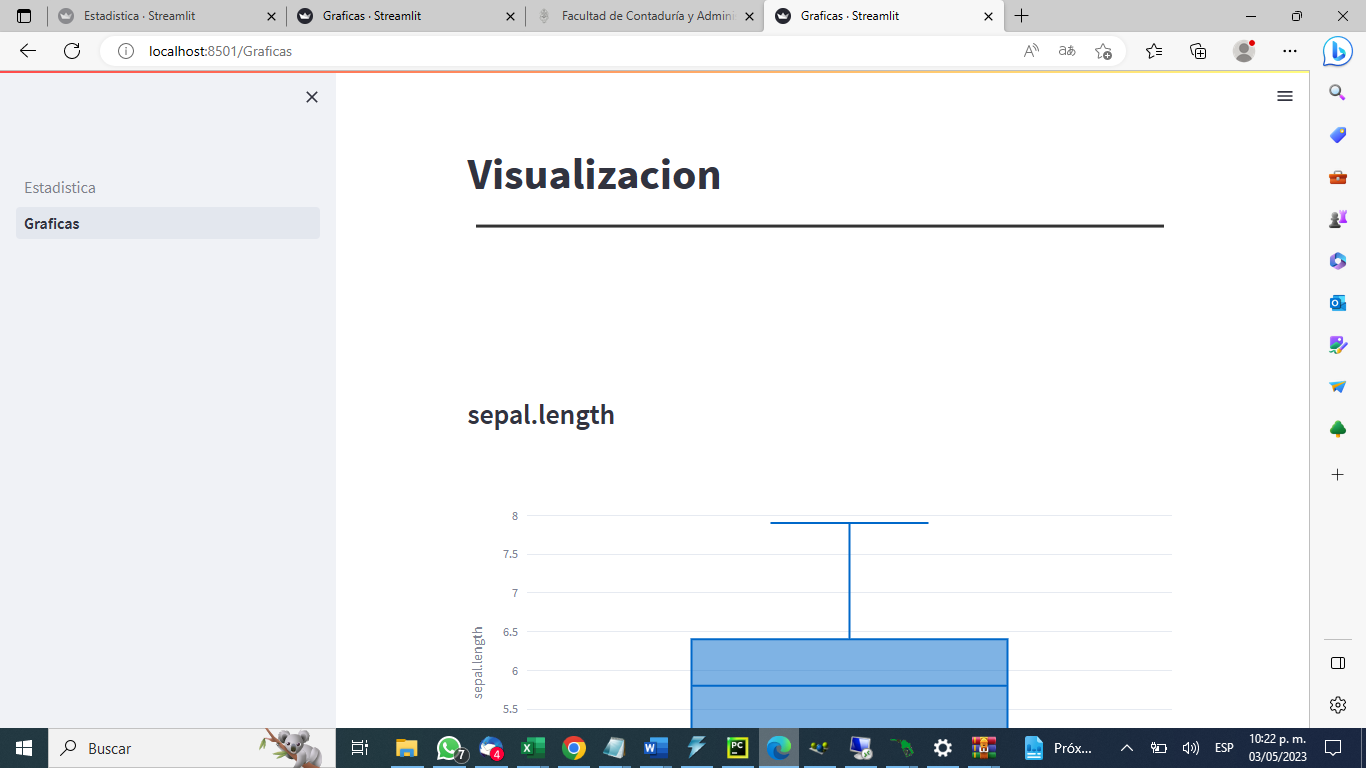 Estadistica · Streamlit
Graficas · Streamlit
Facultad de Contaduría y Admini
Graficas · Streamlit
localhost:8501/Graficas
Estadistica
Graficas
Visualizacion
sepal.length
8
7.5
7
6.5
6
5.5
sepal.length
Buscar
7
4
Próx...
ESP
10:22 p. m.
03/05/2023